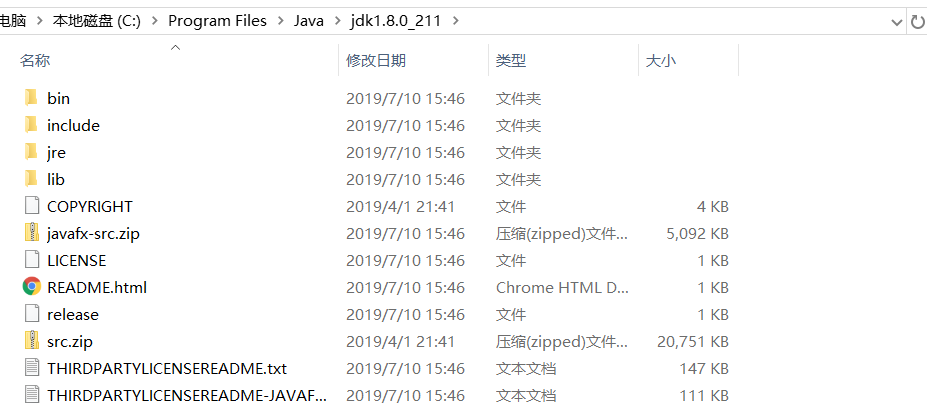 电脑 > 本地磁盘 (C:) > Program Files > Java > jdk1.8.0_211 >
名称 修改日期 类型 大小
bin 2019/7/10 15:46 文件夹
include 2019/7/10 15:46 文件夹
jre 2019/7/10 15:46 文件夹
lib 2019/7/10 15:46 文件夹
COPYRIGHT 2019/4/1 21:41 文件 4 KB
javafx-src.zip 2019/7/10 15:46 压缩(zipped)文件... 5,092 KB
LICENSE 2019/7/10 15:46 文件 1 KB
README.html 2019/7/10 15:46 Chrome HTML D... 1 KB
release 2019/7/10 15:46 文件 1 KB
src.zip 2019/4/1 21:41 压缩(zipped)文件... 20,751 KB
THIRDPARTYLICENSEREADME.txt 2019/7/10 15:46 文本文档 147 KB
THIRDPARTYLICENSEREADME-JAVAF... 2019/7/10 15:46 文本文档 111 KB